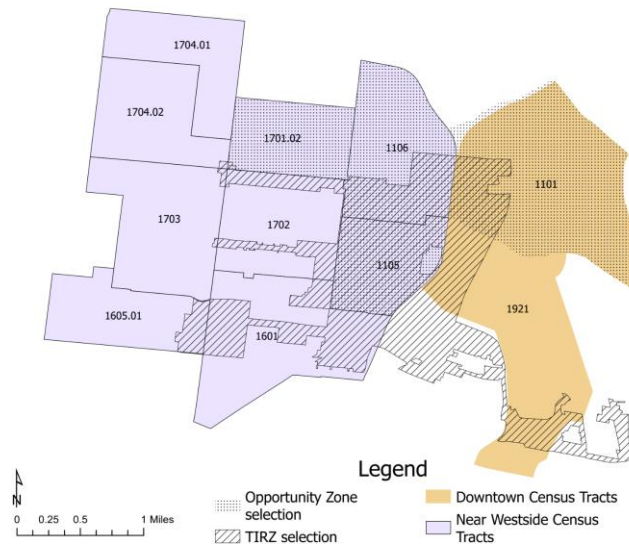 1704.01
1704.02
1701.02
1106
1101
1703
1702
1105
1605.01
1601
1921
Legend
Opportunity Zone
selection
TIRZ selection
Downtown Census Tracts
Near Westside Census
Tracts
N
0 0.25 0.5 1 Miles